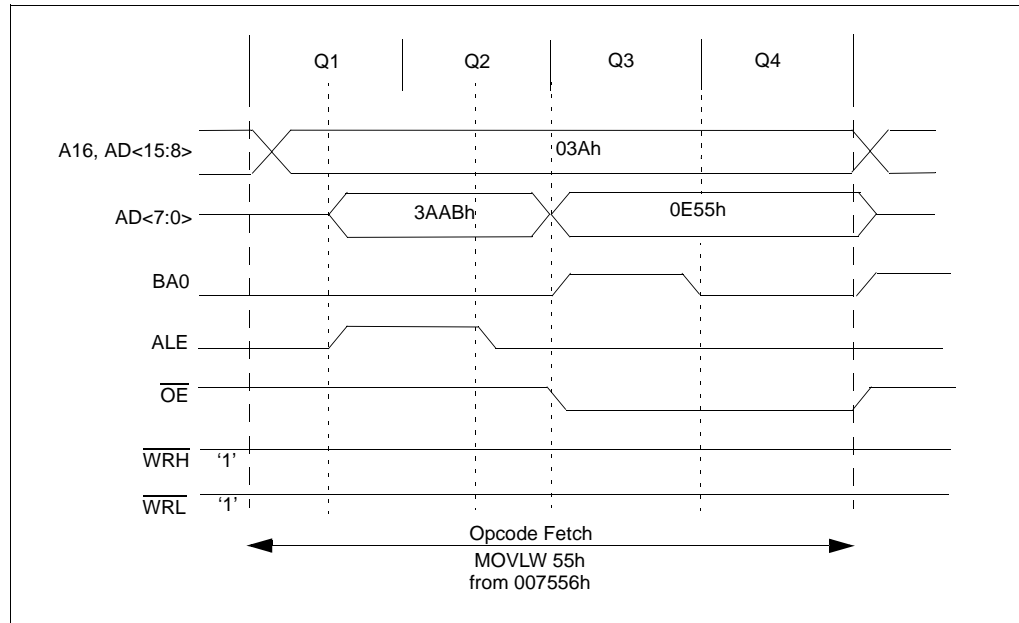 Q1 Q2 Q3 Q4
A16, AD<15:8> 03Ah
AD<7:0> 3AABh 0E55h
BA0
ALE
OE
WRH ‘1’
WRL ‘1’
Opcode Fetch
MOVLW 55h
from 007556h